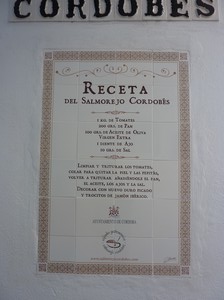 CORDOBÉS
RECETA
DEL SALMOREJO CORDOBÉS
1 KG. DE TOMATES
200 GRS. DE PAN
100 GRS. DE ACEITE DE OLIVA
VIRGEN EXTRA
1 DIENTE DE AJO
10 GRS. DE SAL
LIMPIAR Y TRITURAR LOS TOMATES,
COLAR PARA QUITAR LA PIEL Y LAS PEPITAS,
VOLVER A TRITURAR AÑADIÉNDOLE EL PAN,
EL ACEITE, LOS AJOS Y LA SAL.
DECORAR CON HUEVO DURO PICADO
Y TROCITOS DE JAMÓN IBÉRICO.